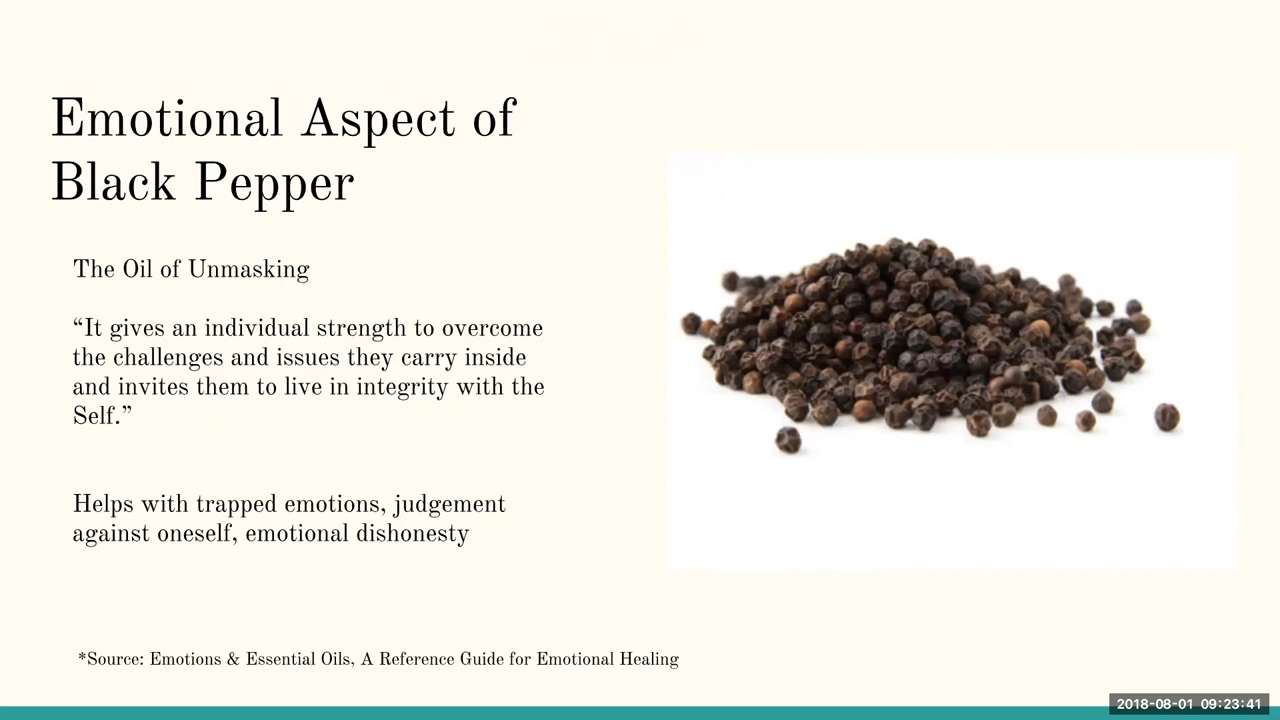 Emotional Aspect of
Black Pepper
The Oil of Unmasking
“It gives an individual strength to overcome
the challenges and issues they carry inside
and invites them to live in integrity with the
Self.”
Helps with trapped emotions, judgement
against oneself, emotional dishonesty
*Source: Emotions & Essential Oils, A Reference Guide for Emotional Healing
2018-08-01 09:23:41